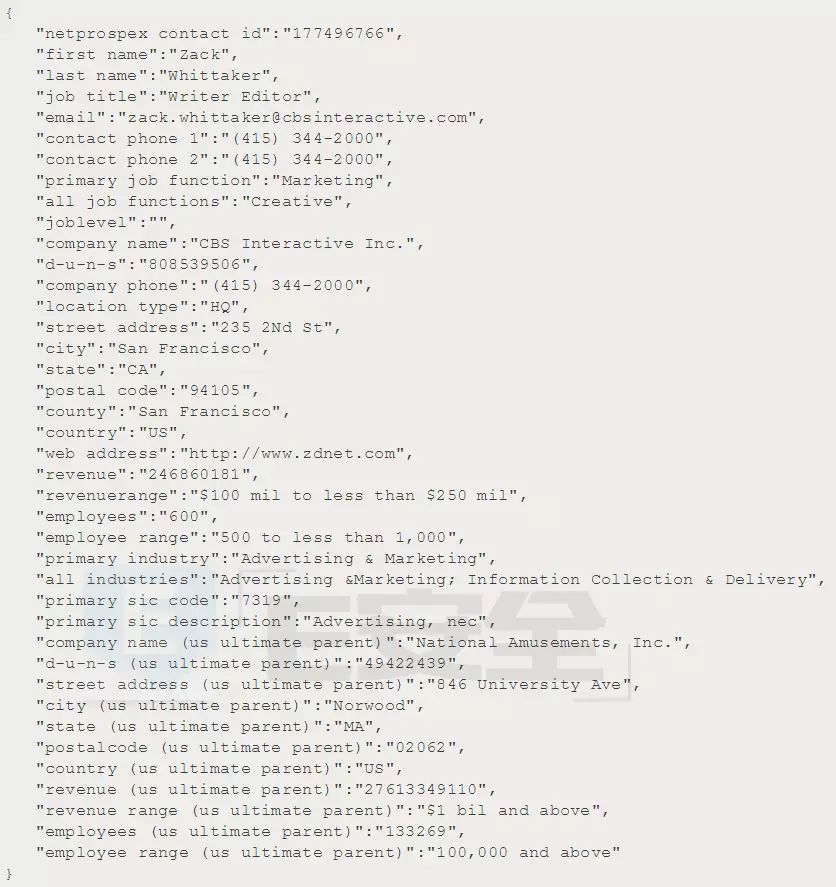 {
"netprospex contact id":"177496766",
"first name":"Zack",
"last name":"Whittaker",
"job title":"Writer Editor",
"email":"zack.whittaker@cbsinteractive.com",
"contact phone 1":"(415) 344-2000",
"contact phone 2":"(415) 344-2000",
"primary job function":"Marketing",
"all job functions":"Creative",
"joblevel":"",
"company name":"CBS Interactive Inc.",
"d-u-n-s":"808539506",
"company phone":"(415) 344-2000",
"location type":"HQ",
"street address":"235 2Nd St",
"city":"San Francisco",
"state":"CA",
"postal code":"94105",
"county":"San Francisco",
"country":"US",
"web address":"http://www.zdnet.com",
"revenue":"246860181",
"revenuerange":"$100 mil to less than $250 mil",
"employees":"600",
"employee range":"500 to less than 1,000",
"primary industry":"Advertising & Marketing",
"all industries":"Advertising &Marketing; Information Collection & Delivery",
"primary sic code":"7319",
"primary sic description":"Advertising, nec",
"company name (us ultimate parent)":"National Amusements, Inc.",
"d-u-n-s (us ultimate parent)":"49422439",
"street address (us ultimate parent)":"846 University Ave",
"city (us ultimate parent)":"Norwood",
"state (us ultimate parent)":"MA",
"postalcode (us ultimate parent)":"02062",
"country (us ultimate parent)":"US",
"revenue (us ultimate parent)":"27613349110",
"revenue range (us ultimate parent)":"$1 bil and above",
"employees (us ultimate parent)":"133269",
"employee range (us ultimate parent)":"100,000 and above"
}
E安全